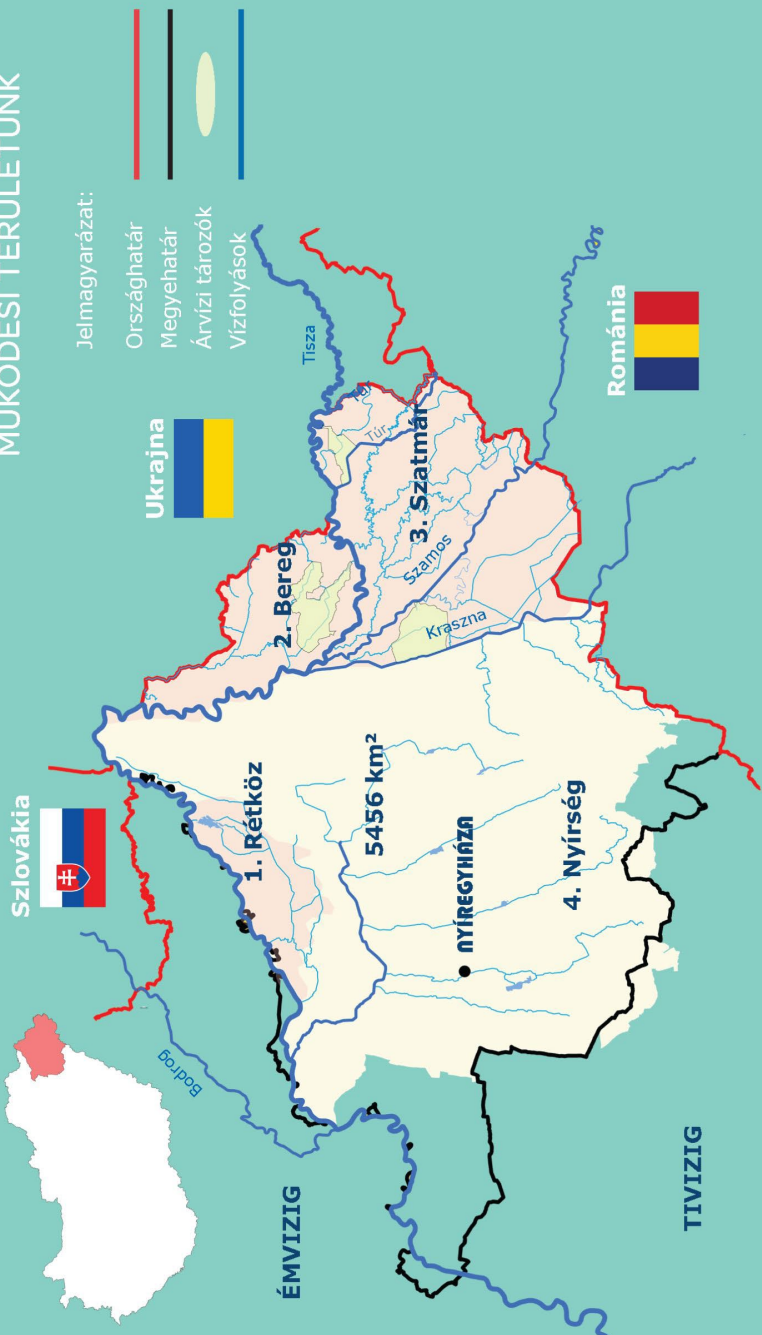 MŰKÖDÉSI TERÜLETÜNK
Jelmagyarázat:
Országhatár
Megyehatár
Árvízi tározók
Vízfolyások
Szlovákia
Ukrajna
Románia
Bodrog
Tisza
Túr
Túr
Szamos
Kraszna
1. Rétköz
2. Bereg
3. Szatmár
5456 km²
NYÍREGYHÁZA
4. Nyírség
ÉMVIZIG
TIVIZIG